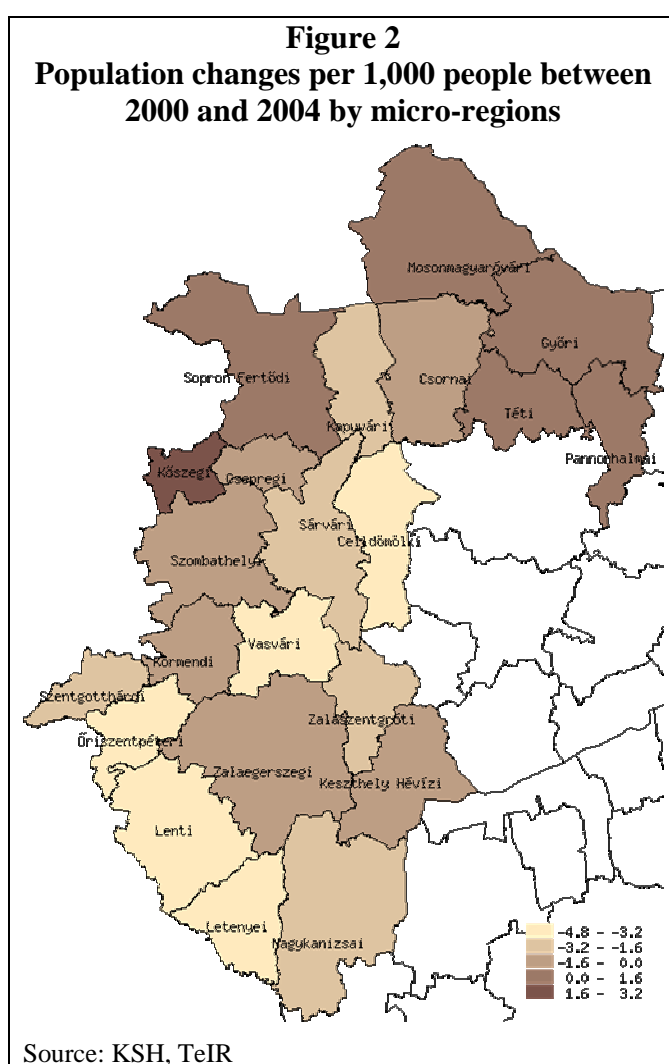 Figure 2
Population changes per 1,000 people between
2000 and 2004 by micro-regions
Mosonmagyaróvári
Győri
Sopron Fertődi
Csornai
Téti
Kapuvári
Pannonhalmai
Kőszegi
Csepregi
Sárvári
Celldömölki
Szombathelyi
Vasvári
Körmendi
Szentgotthárdi
Zalaszentgróti
Őriszentpéteri
Zalaegerszegi
Keszthely Hévízi
Lenti
Letenyei
Nagykanizsai
-4.8 - -3.2
-3.2 - -1.6
-1.6 - 0.0
0.0 - 1.6
1.6 - 3.2
Source: KSH, TeIR